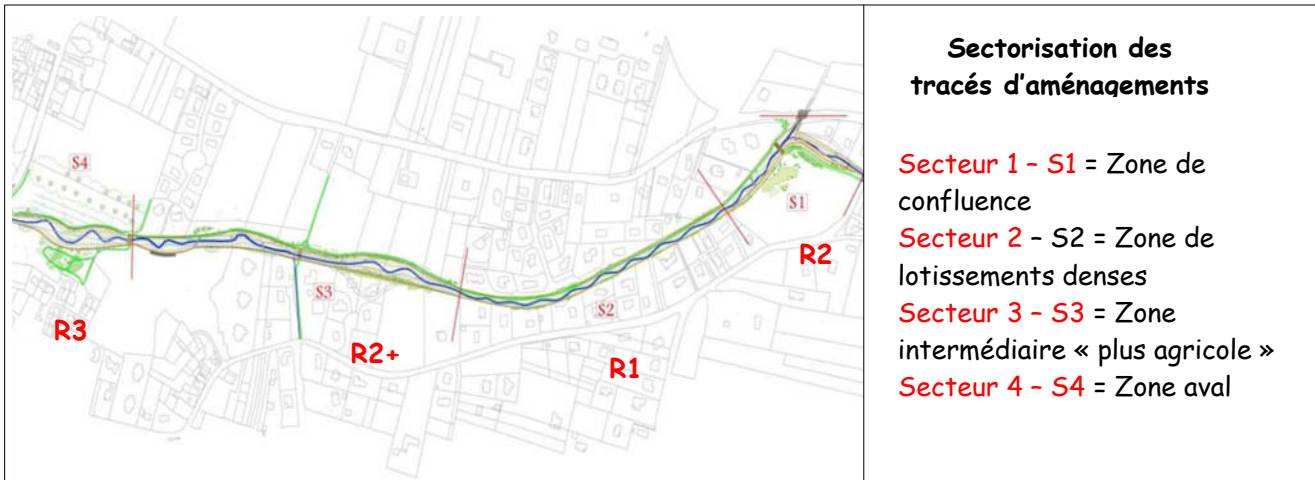 S4
S1
R2
S3
S2
R3
R2+
R1
Sectorisation des
tracés d’aménagements
Secteur 1 – S1 = Zone de
confluence
Secteur 2 – S2 = Zone de
lotissements denses
Secteur 3 – S3 = Zone
intermédiaire « plus agricole »
Secteur 4 – S4 = Zone aval